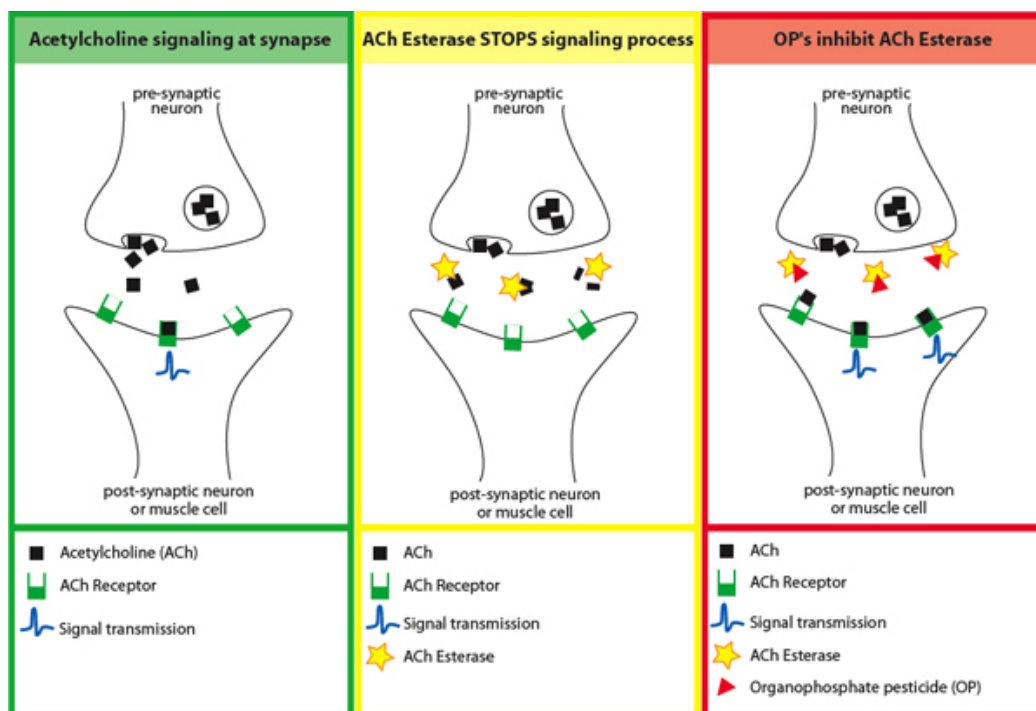 Acetylcholine signaling at synapse
pre-synaptic
neuron
post-synaptic neuron
or muscle cell
Acetylcholine (ACh)
ACh Receptor
Signal transmission
ACh Esterase STOPS signaling process
pre-synaptic
neuron
post-synaptic neuron
or muscle cell
ACh
ACh Receptor
Signal transmission
ACh Esterase
OP's inhibit ACh Esterase
pre-synaptic
neuron
post-synaptic neuron
or muscle cell
ACh
ACh Receptor
Signal transmission
ACh Esterase
Organophosphate pesticide (OP)